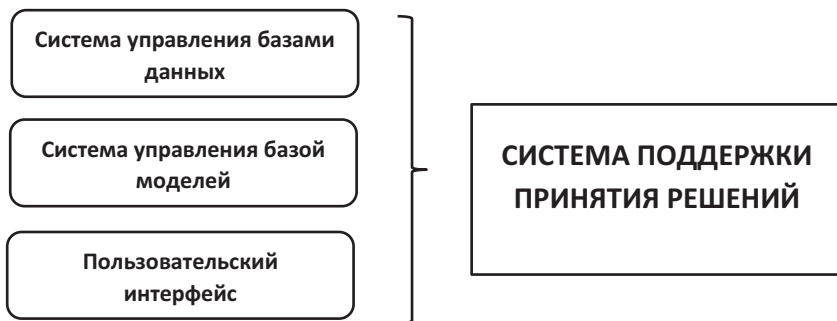 Система управления базами
данных
Система управления базой
моделей
Пользовательский
интерфейс
СИСТЕМА ПОДДЕРЖКИ
ПРИНЯТИЯ РЕШЕНИЙ